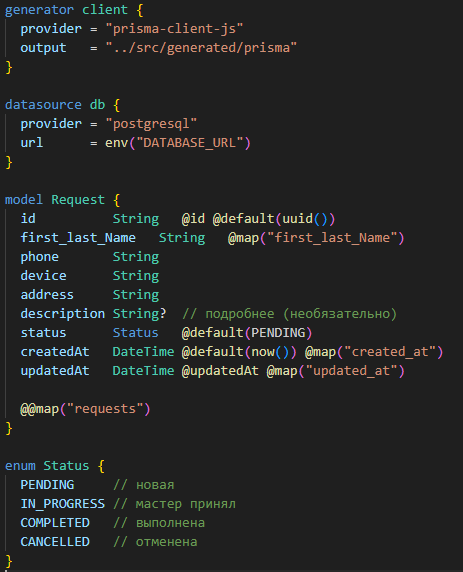 generator client {
  provider = "prisma-client-js"
  output   = "../src/generated/prisma"
}

datasource db {
  provider = "postgresql"
  url      = env("DATABASE_URL")
}

model Request {
  id          String   @id @default(uuid())
  first_last_Name   String   @map("first_last_Name")
  phone       String
  device      String
  address     String
  description String?  // подробнее (необязательно)
  status      Status   @default(PENDING)
  createdAt   DateTime @default(now()) @map("created_at")
  updatedAt   DateTime @updatedAt @map("updated_at")

  @@map("requests")
}

enum Status {
  PENDING     // новая
  IN_PROGRESS // мастер принял
  COMPLETED   // выполнена
  CANCELLED   // отменена
}